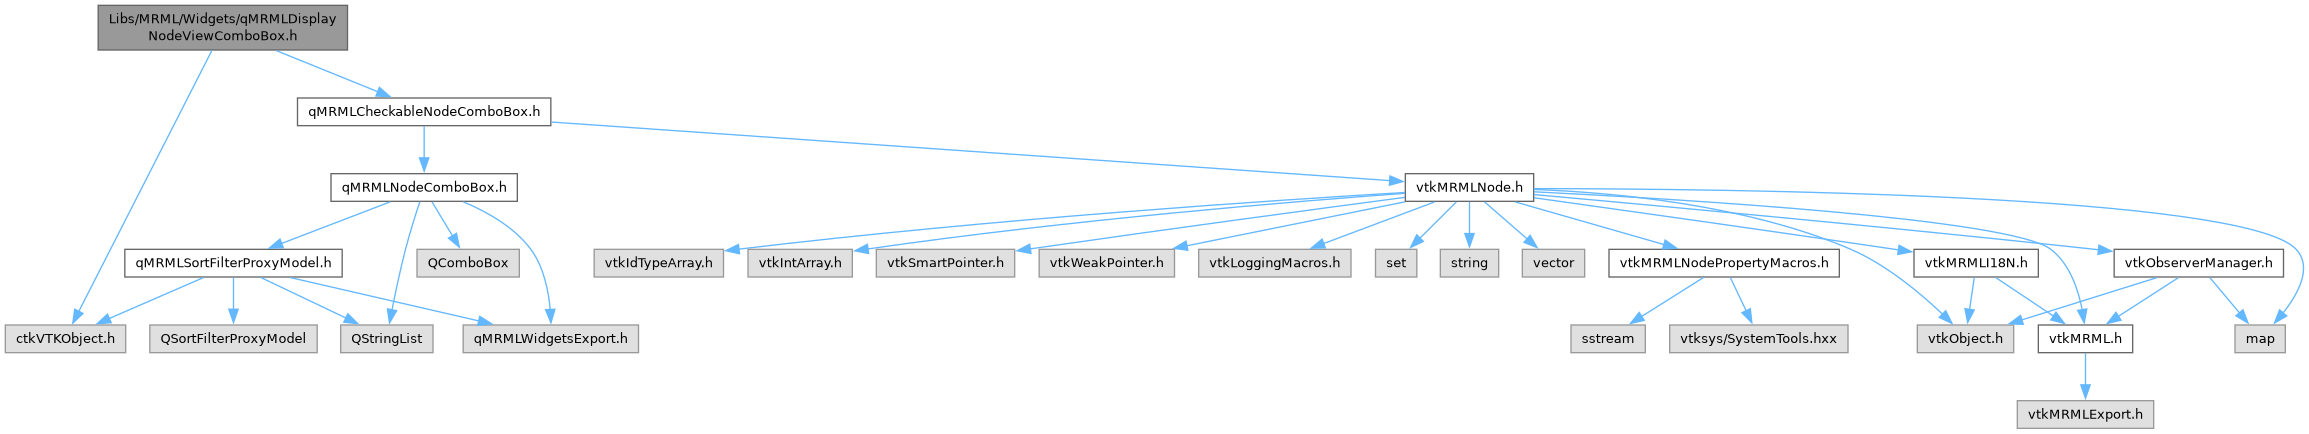 Libs/MRML/Widgets/qMRMLDisplay
NodeViewComboBox.h
qMRMLCheckableNodeComboBox.h
qMRMLNodeComboBox.h
vtkMRMLNode.h
qMRMLSortFilterProxyModel.h
QComboBox
vtkIdTypeArray.h
vtkIntArray.h
vtkSmartPointer.h
vtkWeakPointer.h
vtkLoggingMacros.h
set
string
vector
vtkMRMLNodePropertyMacros.h
vtkMRMLI18N.h
vtkObserverManager.h
ctkVTKObject.h
QSortFilterProxyModel
QStringList
qMRMLWidgetsExport.h
sstream
vtksys/SystemTools.hxx
vtkObject.h
vtkMRML.h
map
vtkMRMLExport.h